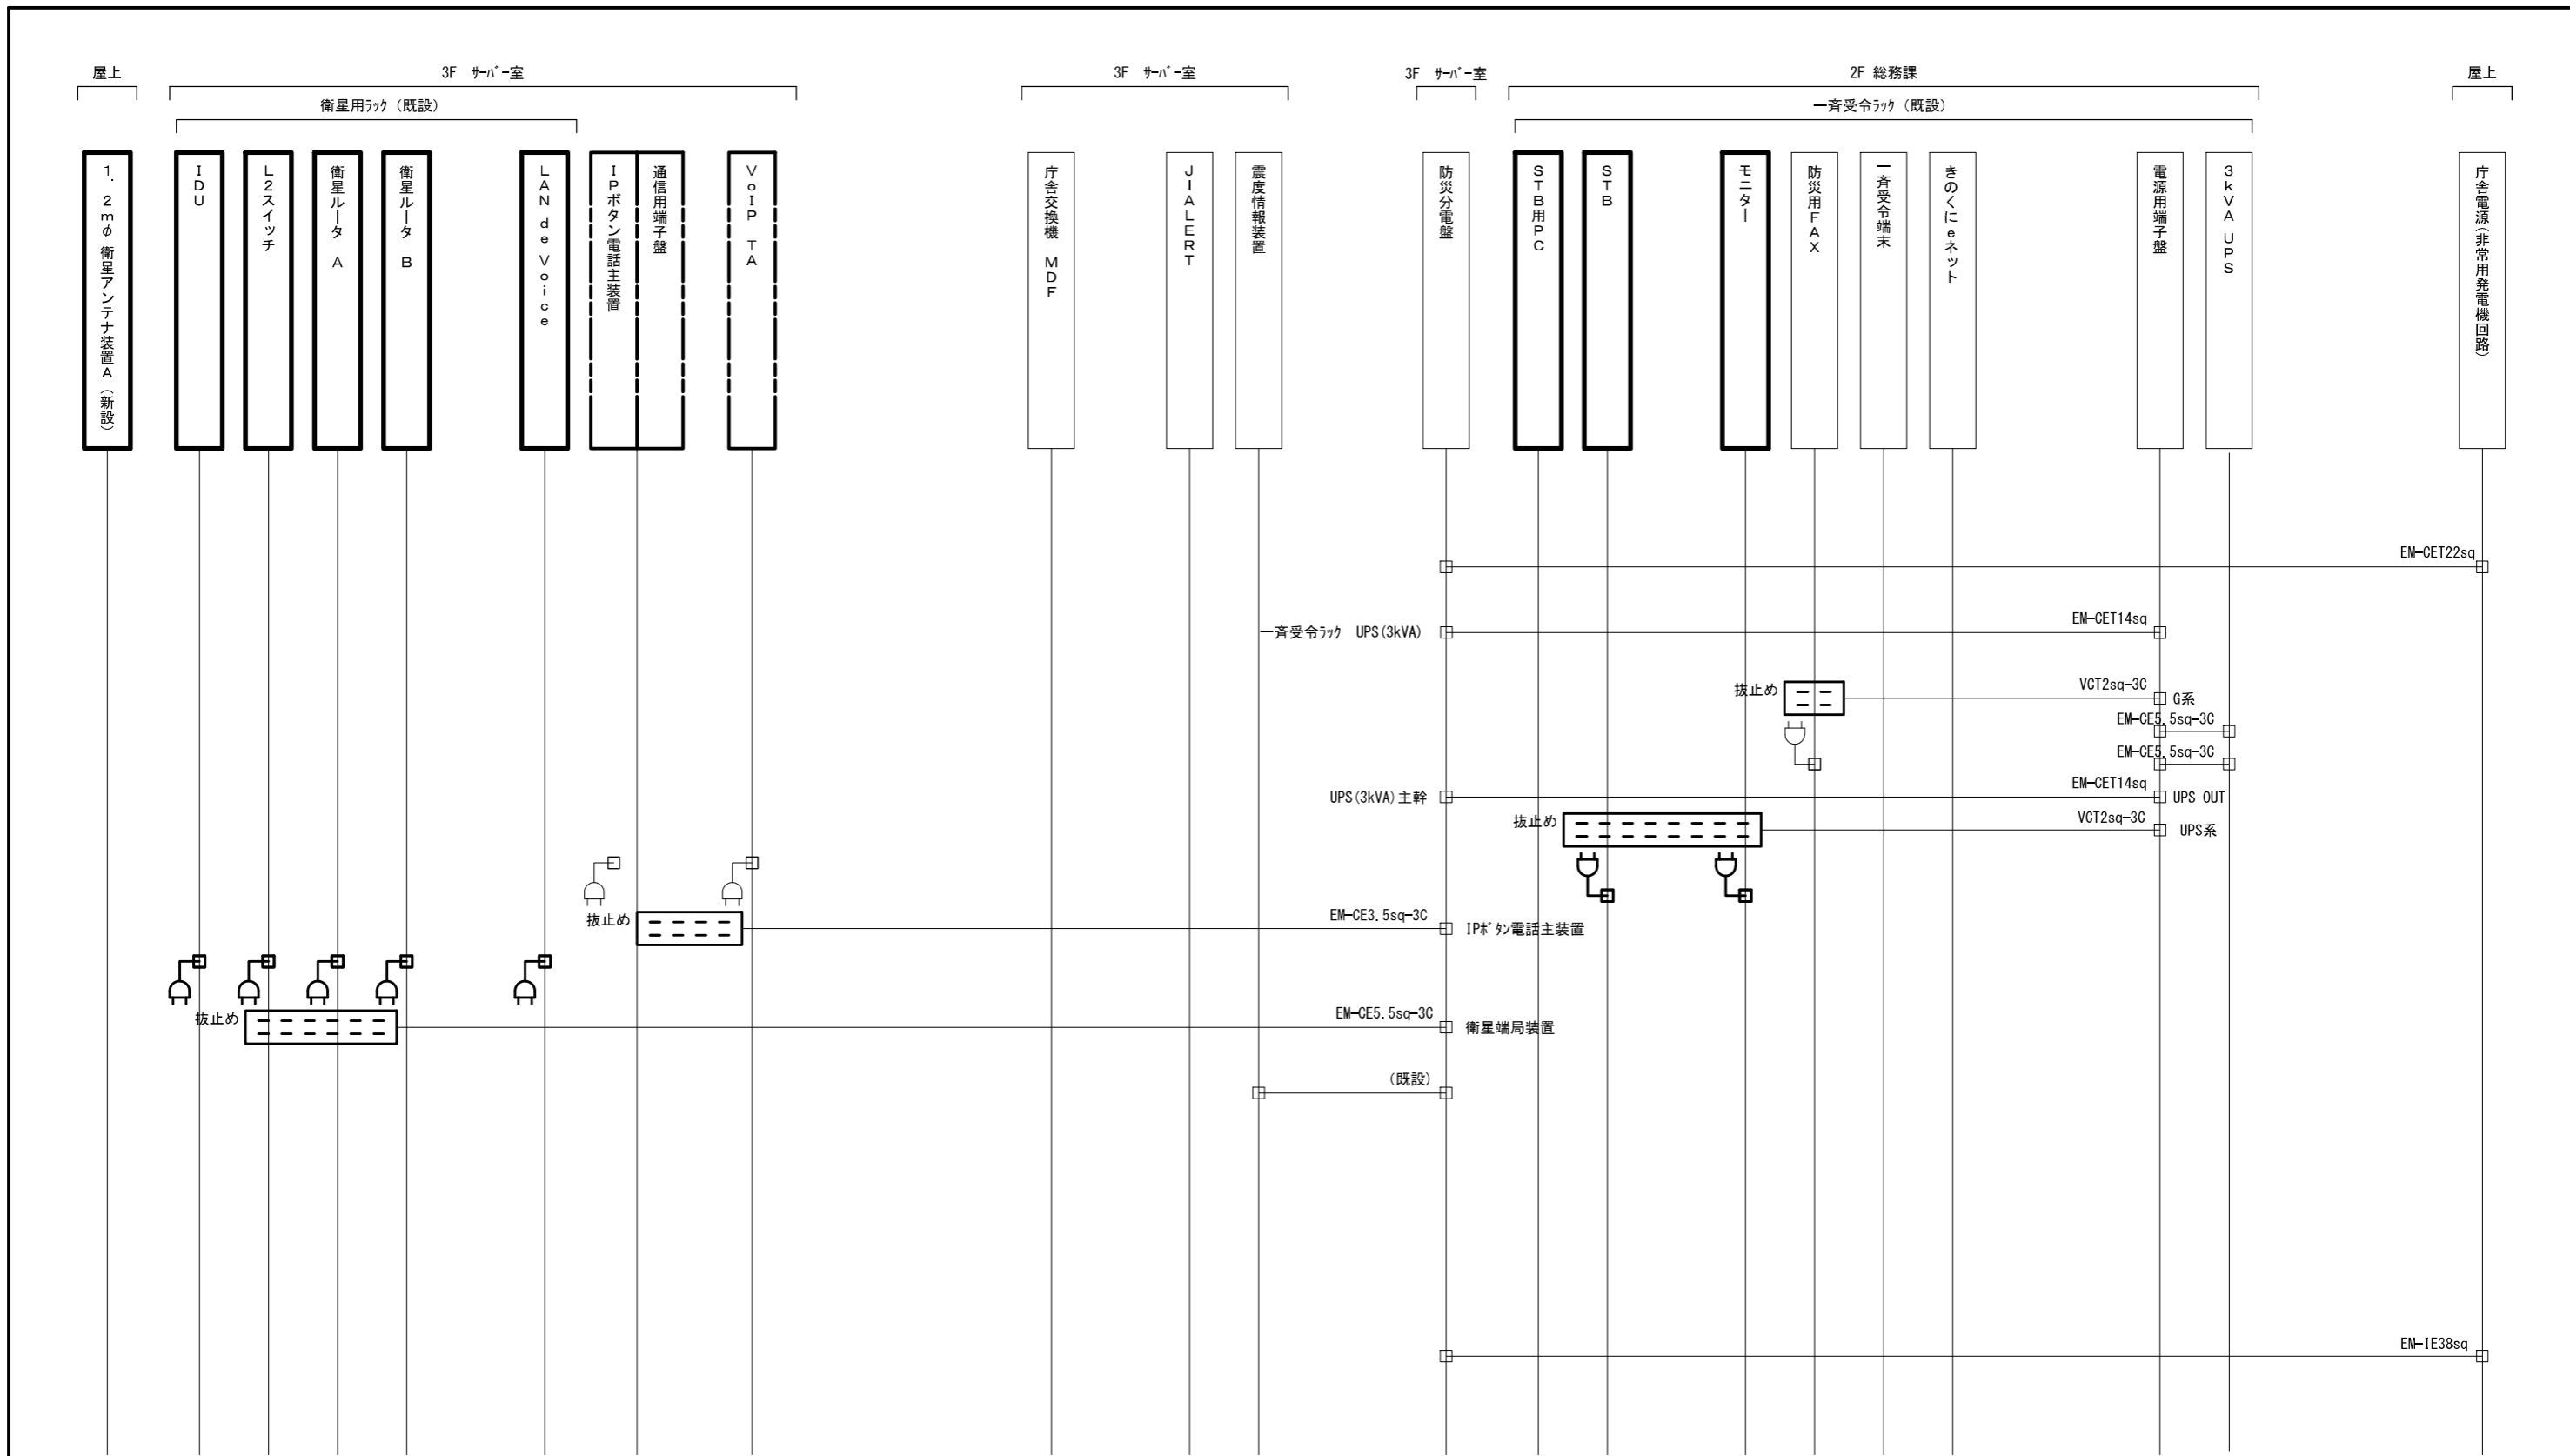 屋上
3F ｻｰﾊﾞｰ室
3F ｻｰﾊﾞｰ室
3F ｻｰﾊﾞｰ室
2F 総務課
屋上
衛星用ﾗｯｸ（既設）
一斉受令ﾗｯｸ（既設）
１．２ｍφ 衛星アンテナ装置Ａ（新設）
ＩＤＵ
Ｌ２スイッチ
衛星ルータ Ａ
衛星ルータ Ｂ
ＬＡＮ ｄｅ Ｖｏｉｃｅ
ＩＰボタン電話主装置
通信用端子盤
ＶｏＩＰ ＴＡ
庁舎交換機 ＭＤＦ
ＪｌＡＬＥＲＴ
震度情報装置
防災分電盤
ＳＴＢ用ＰＣ
ＳＴＢ
モニター
防災用ＦＡＸ
一斉受令端末
きのくにｅネット
電源用端子盤
３ｋＶＡ ＵＰＳ
庁舎電源（非常用発電機回路）
EM-CET22sq
一斉受令ﾗｯｸ UPS(3kVA)
EM-CET14sq
抜止め
VCT2sq-3C
G系
EM-CE5.5sq-3C
EM-CE5.5sq-3C
UPS(3kVA)主幹
EM-CET14sq
UPS OUT
抜止め
VCT2sq-3C
UPS系
抜止め
EM-CE3.5sq-3C
IPﾎﾞﾀﾝ電話主装置
抜止め
EM-CE5.5sq-3C
衛星端局装置
(既設)
EM-IE38sq